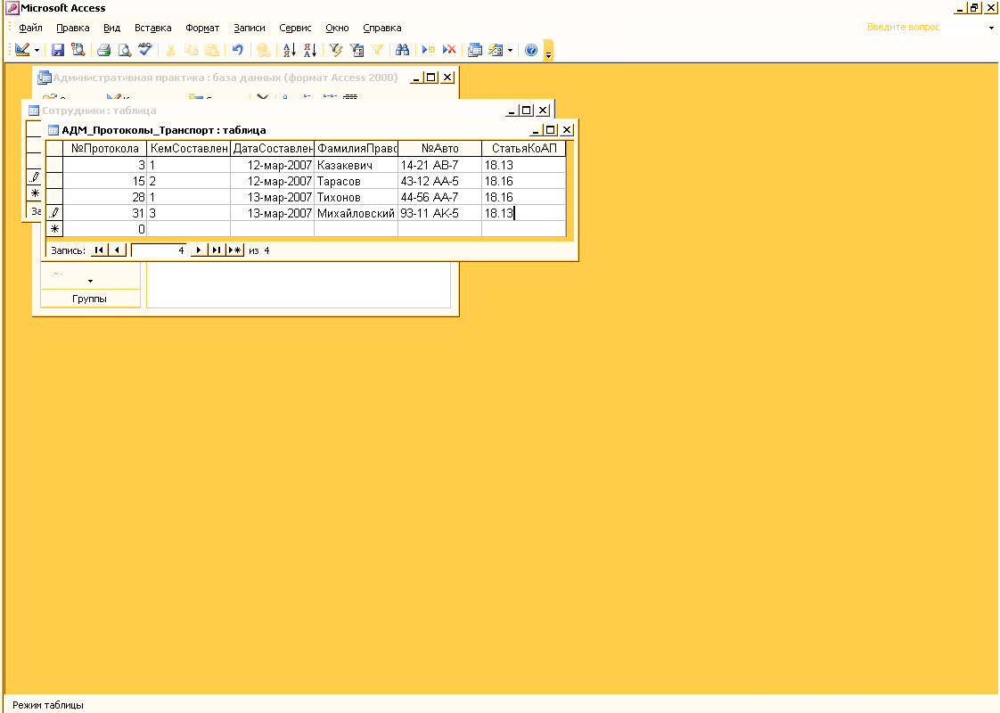 Microsoft Access
Файл Правка Вид Вставка Формат Записи Сервис Окно Справка Введите вопрос
Административная практика : база данных (формат Access 2000)
Сотрудники : таблица
АДМ_Протоколы_Транспорт : таблица
№Протокола КемСоставлен ДатаСоставлен ФамилияПравс №Авто СтатьяКоАП
3 1 12-мар-2007 Казакевич 14-21 АВ-7 18.13
15 2 12-мар-2007 Тарасов 43-12 АА-5 18.16
28 1 13-мар-2007 Тихонов 44-56 АА-7 18.16
31 3 13-мар-2007 Михайловский 93-11 АК-5 18.13
0
За
Запись: 4 из 4
Группы
Режим таблицы